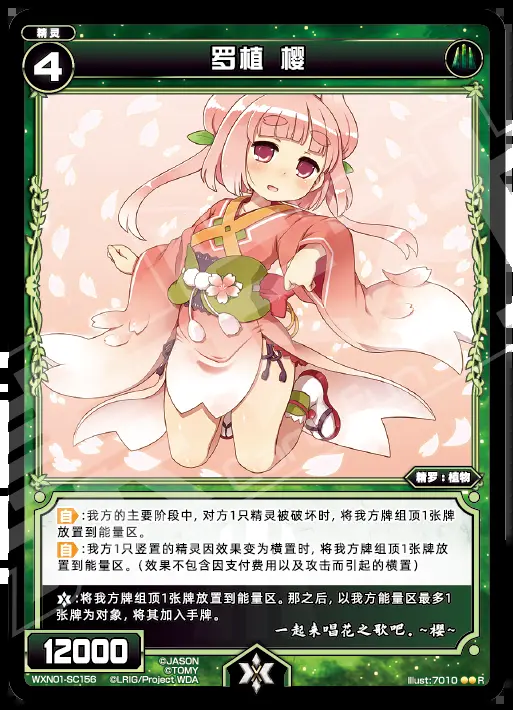 精灵
4
罗植 樱
精罗：植物
自：我方的主要阶段中，对方1只精灵被破坏时，将我方牌组顶1张牌
放置到能量区。
自：我方1只竖置的精灵因效果变为横置时，将我方牌组顶1张牌放
置到能量区。（效果不包含因支付费用以及攻击而引起的横置）
：将我方牌组顶1张牌放置到能量区。那之后，以我方能量区最多1
张牌为对象，将其加入手牌。
一起来唱花之歌吧。~樱~
12000
©JASON
©TOMY
WXN01-SC156 ©LRIG/Project WDA
Illust:7010 R